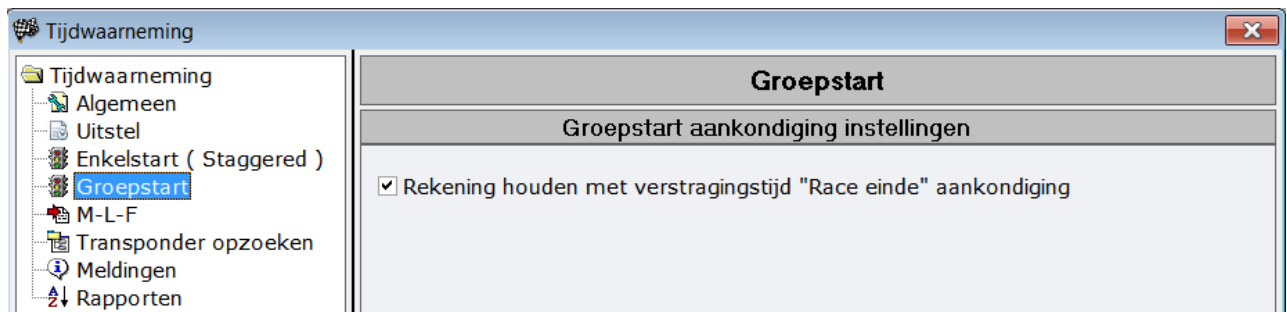 Tijdwaarneming
Tijdwaarneming
Algemeen
Uitstel
Enkelstart ( Staggered )
Groepstart
M-L-F
Transponder opzoeken
Meldingen
Rapporten
Groepstart
Groepstart aankondiging instellingen
Rekening houden met verstragingstijd "Race einde" aankondiging